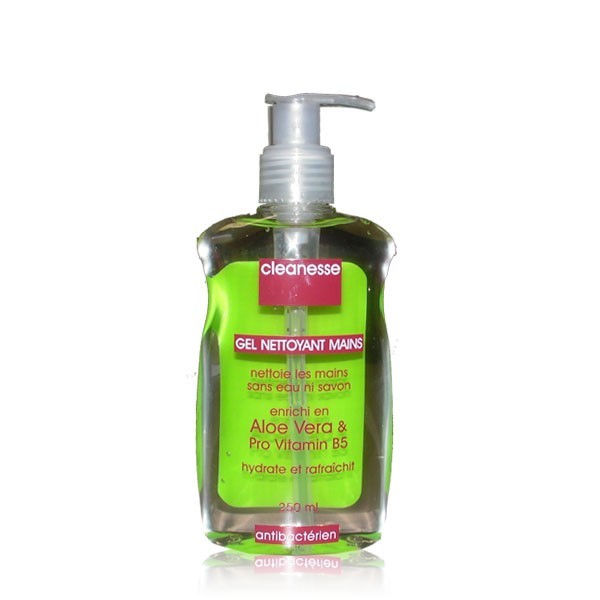 cleanesse
GEL NETTOYANT MAINS
nettoie les mains
sans eau ni savon
enrichi en
Aloe Vera &
Pro Vitamin B5
hydrate et rafraîchit
250 ml
antibactérien